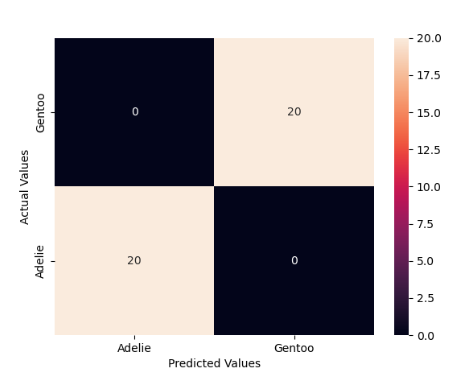 Gentoo
0
20
Adelie
20
0
Adelie
Gentoo
Actual Values
Predicted Values
20.0
17.5
15.0
12.5
10.0
7.5
5.0
2.5
0.0